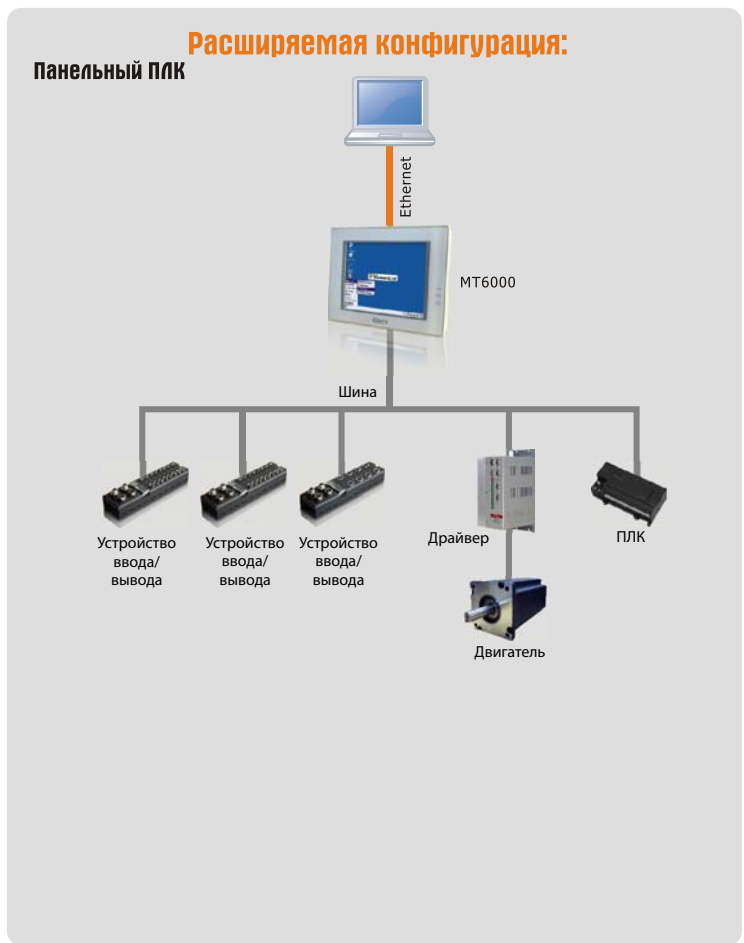 Расширяемая конфигурация:
Панельный ПЛК
Ethernet
MT6000
Шина
Устройство
ввода/
вывода
Устройство
ввода/
вывода
Устройство
ввода/
вывода
Драйвер
ПЛК
Двигатель